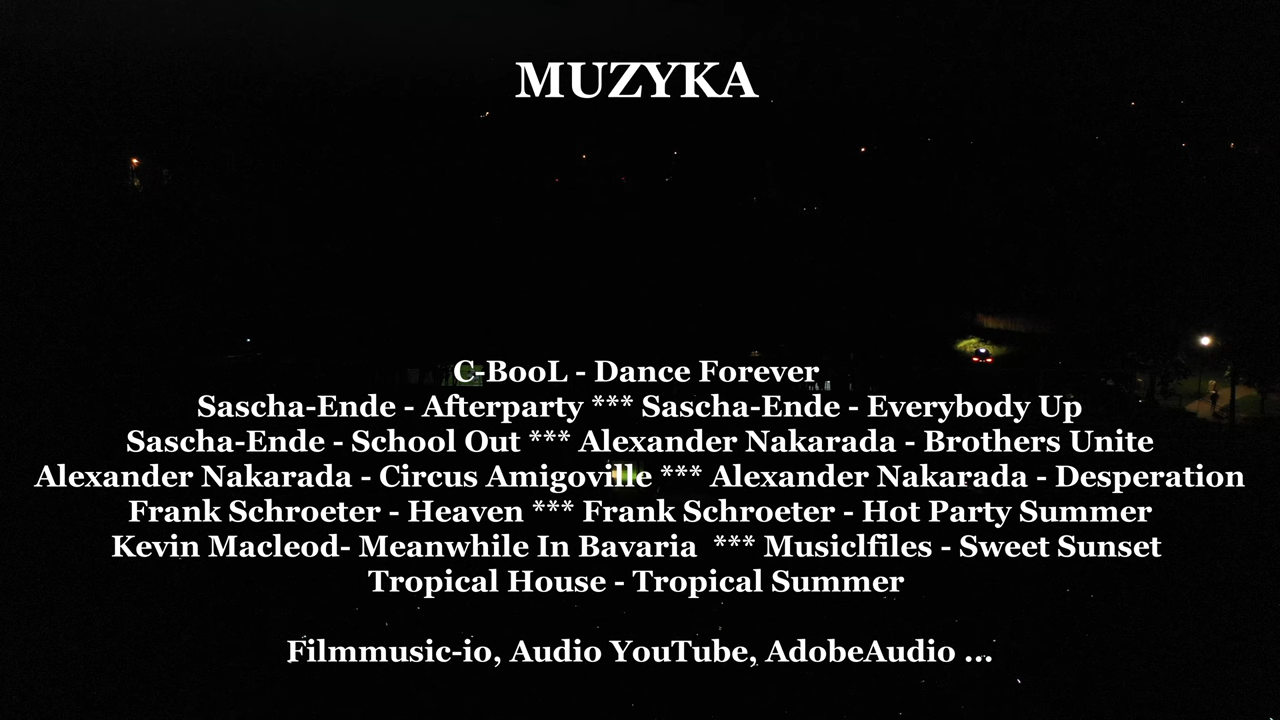 MUZYKA
C-BooL - Dance Forever
Sascha-Ende - Afterparty *** Sascha-Ende - Everybody Up
Sascha-Ende - School Out *** Alexander Nakarada - Brothers Unite
Alexander Nakarada - Circus Amigoville *** Alexander Nakarada - Desperation
Frank Schroeter - Heaven *** Frank Schroeter - Hot Party Summer
Kevin Macleod- Meanwhile In Bavaria  *** Musiclfiles - Sweet Sunset
Tropical House - Tropical Summer
Filmmusic-io, Audio YouTube, AdobeAudio ...